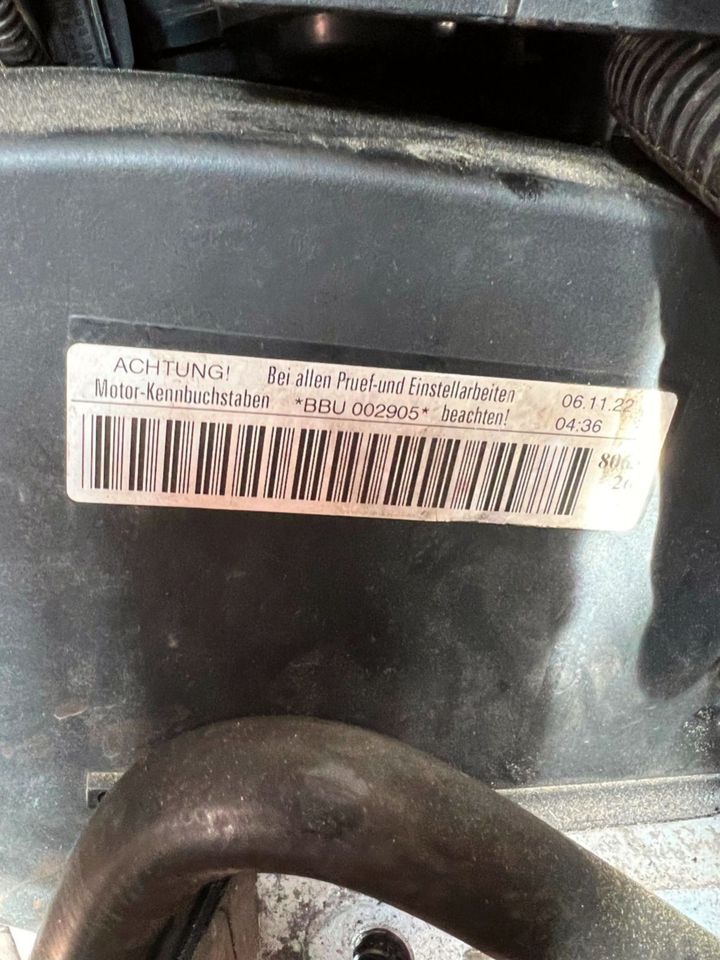 ACHTUNG! Bei allen Pruef-und Einstellarbeiten 06.11.22
Motor-Kennbuchstaben *BBU 002905* beachten! 04:36